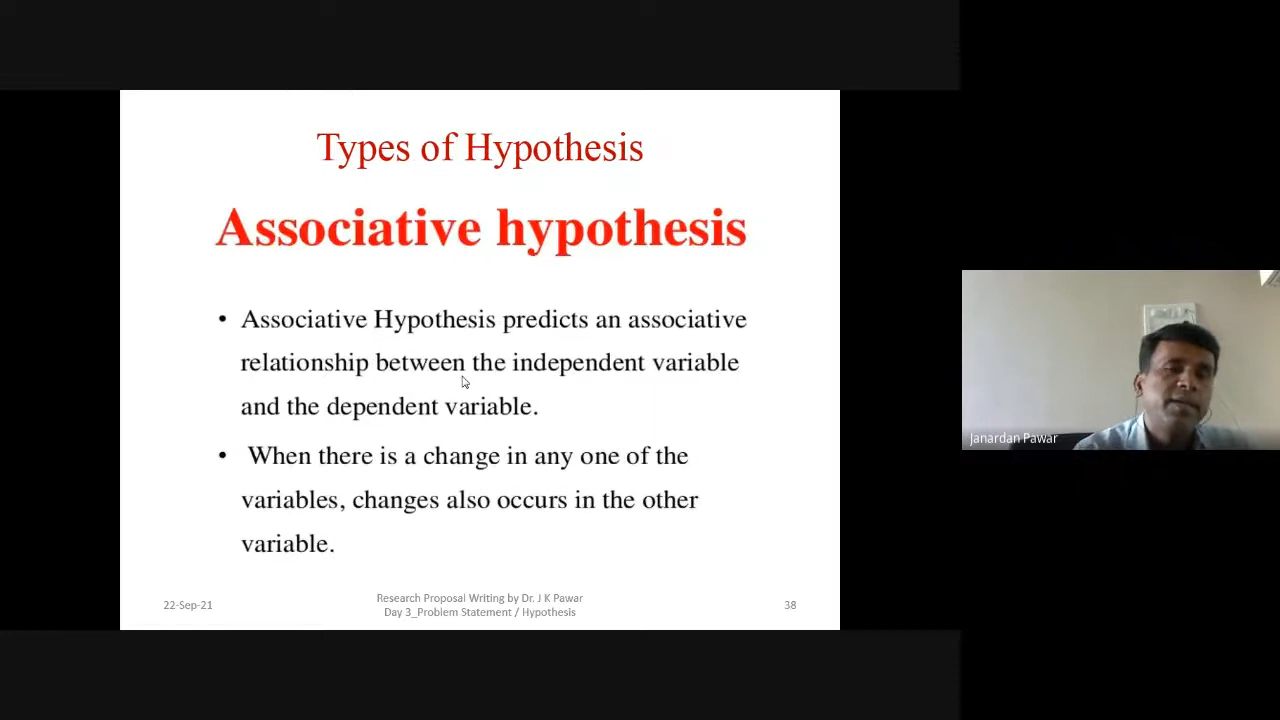 Types of Hypothesis
Associative hypothesis
• Associative Hypothesis predicts an associative
relationship between the independent variable
and the dependent variable.
• When there is a change in any one of the
variables, changes also occurs in the other
variable.
22-Sep-21
Research Proposal Writing by Dr. J K Pawar
Day 3_Problem Statement / Hypothesis
38
Janardan Pawar